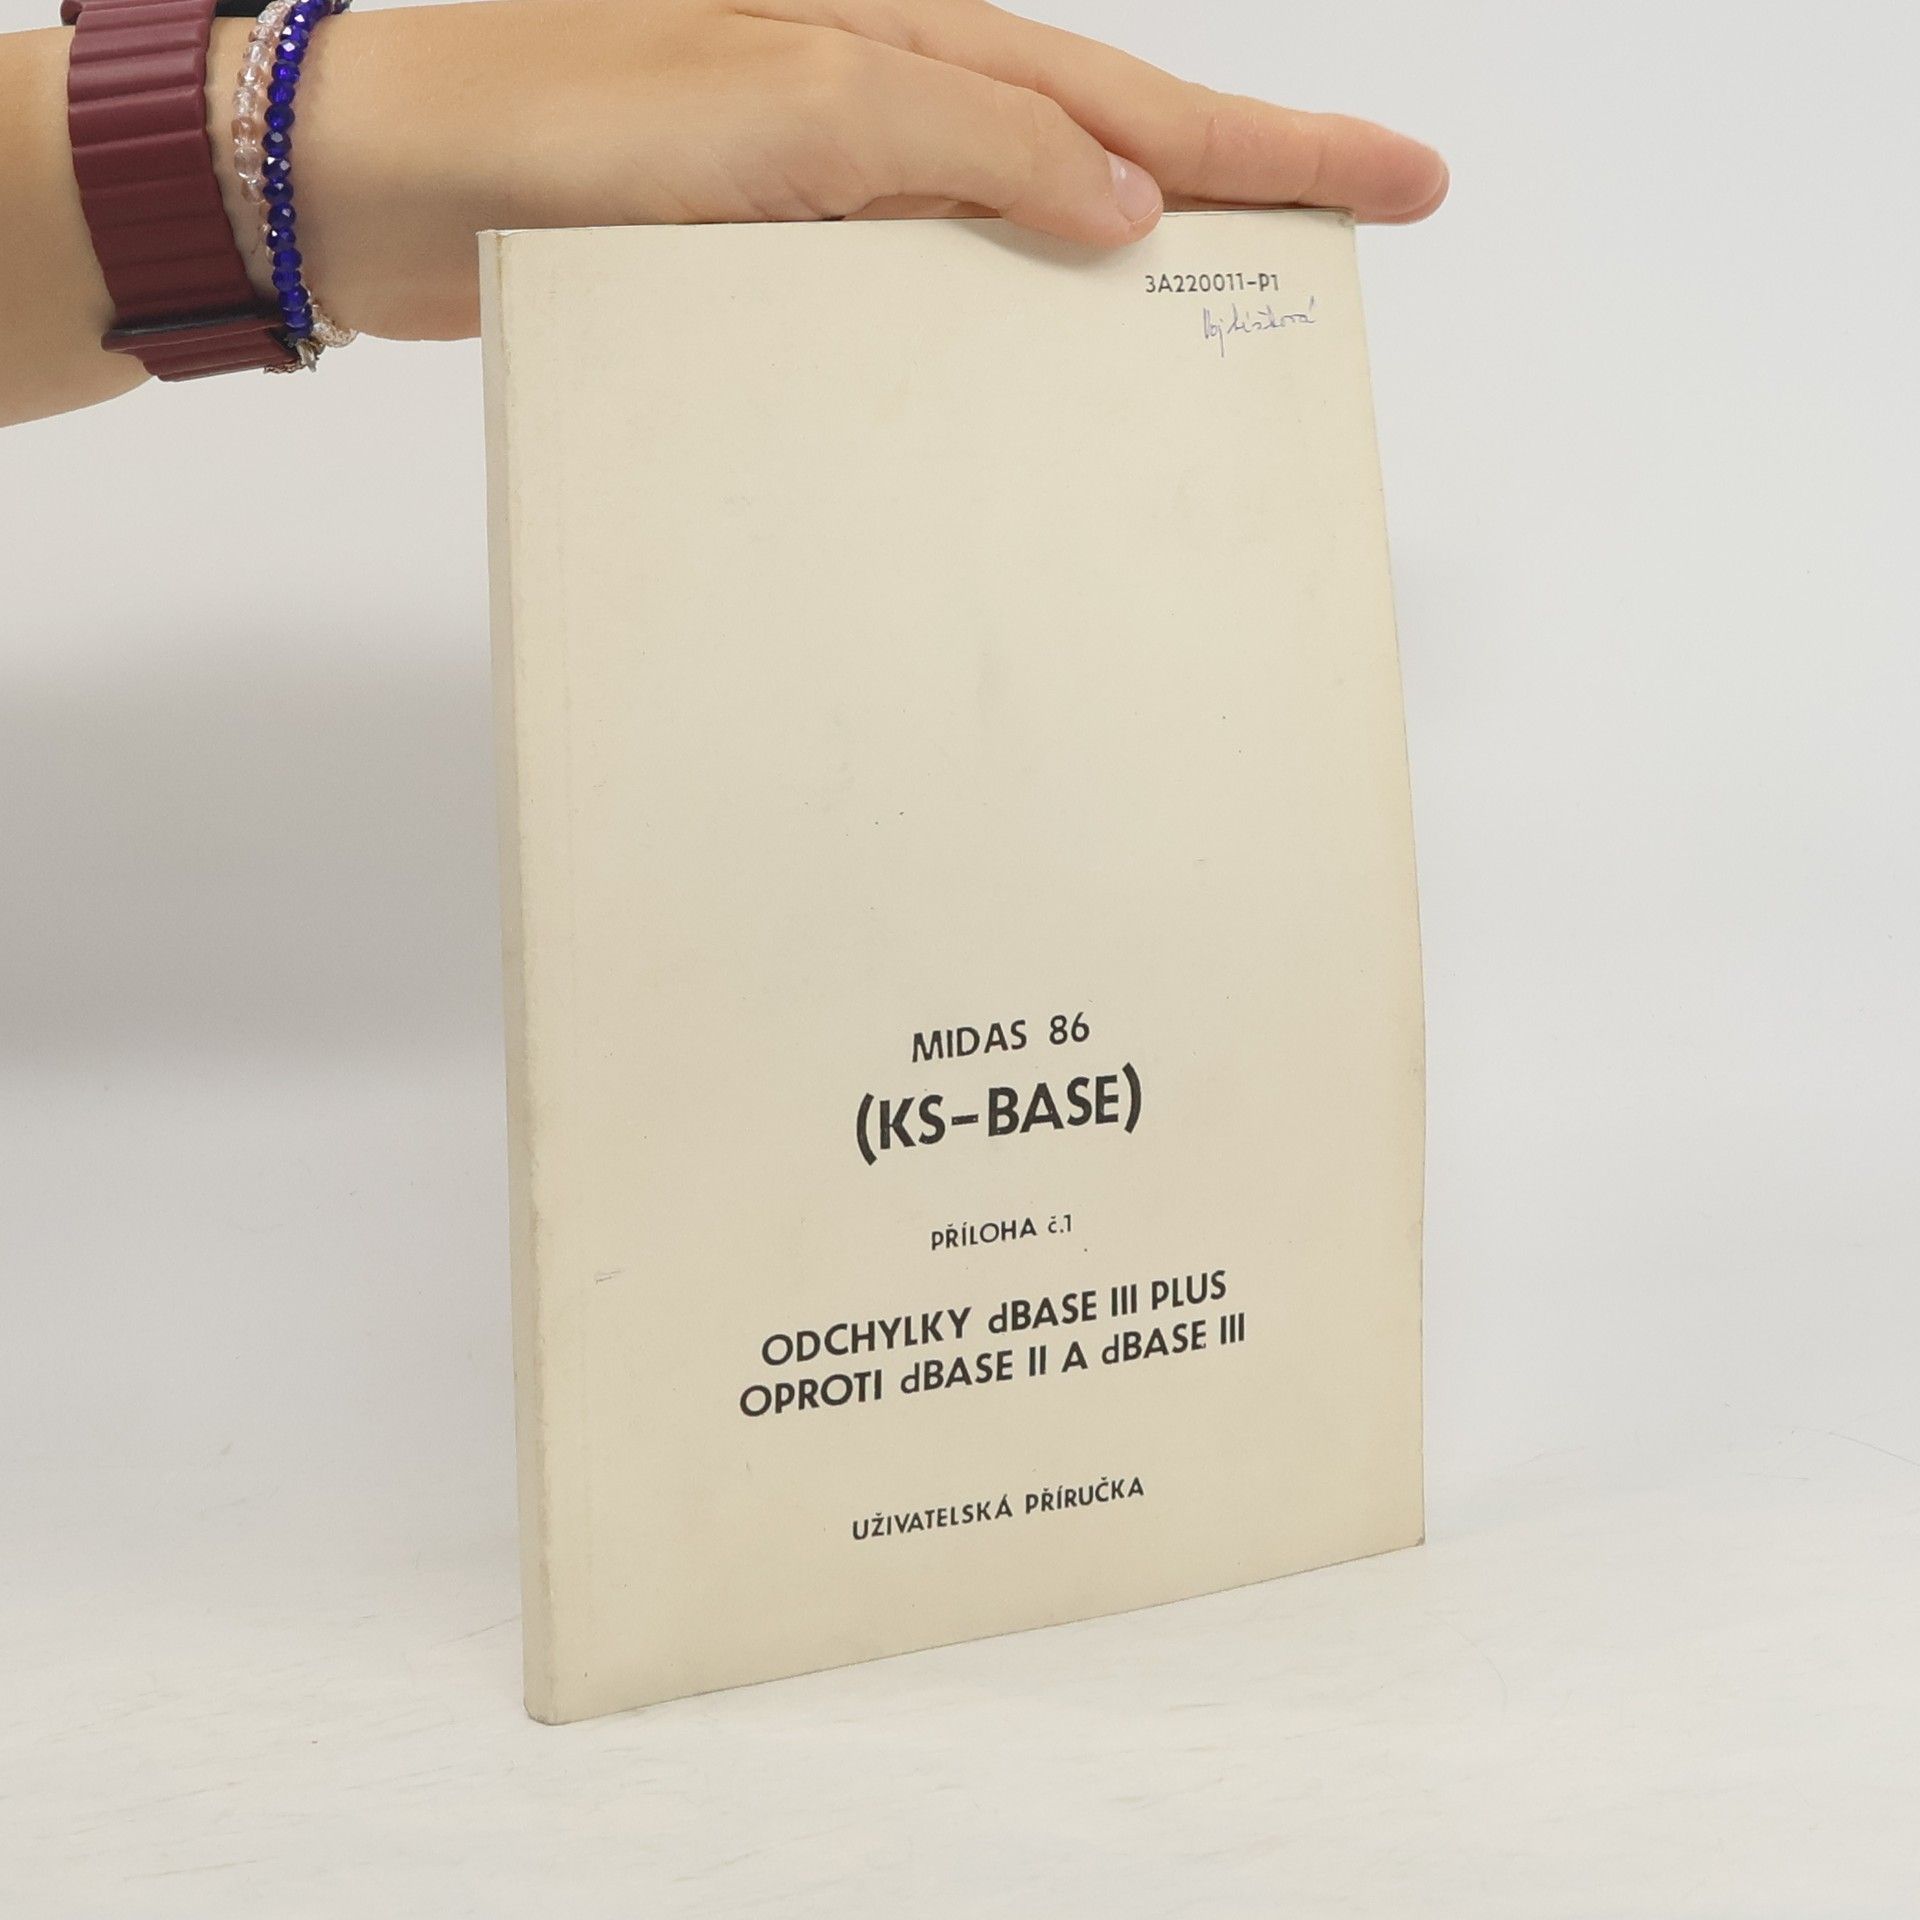 3A220011-P1
MIDAS 86
(KS-BASE)
PŘÍLOHA č.1
ODCHYLKY dBASE III PLUS
OPROTI dBASE II A dBASE III
UŽIVATELSKÁ PŘÍRUČKA